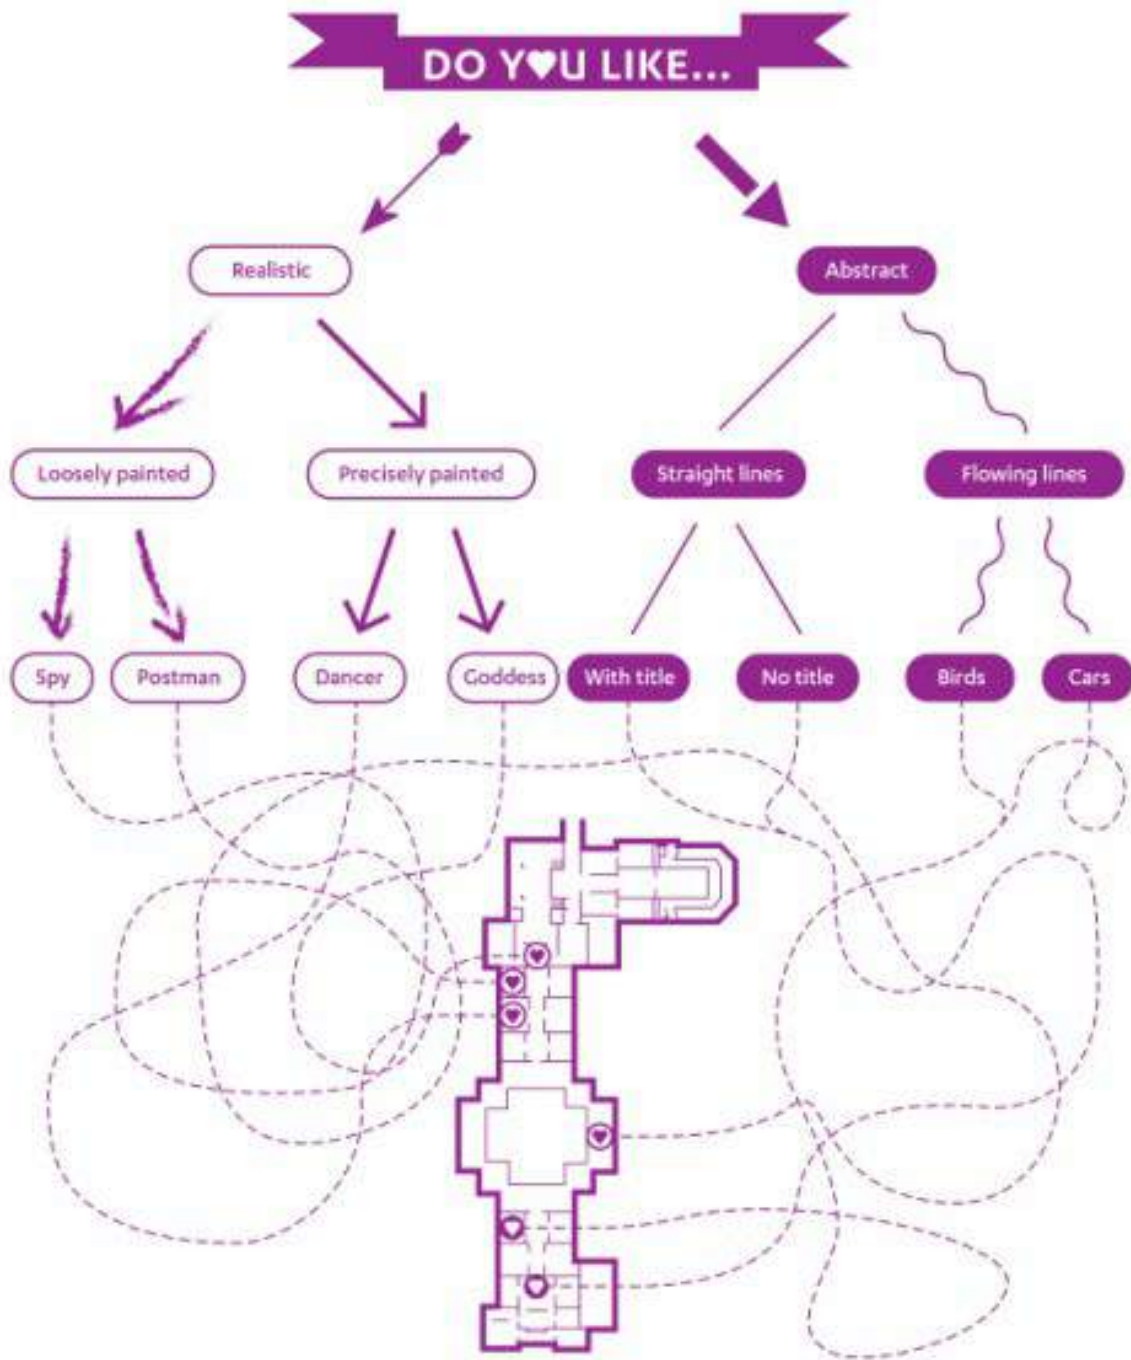 DO YOU LIKE...
Realistic
Abstract
Loosely painted
Precisely painted
Straight lines
Flowing lines
Spy
Postman
Dancer
Goddess
With title
No title
Birds
Cars